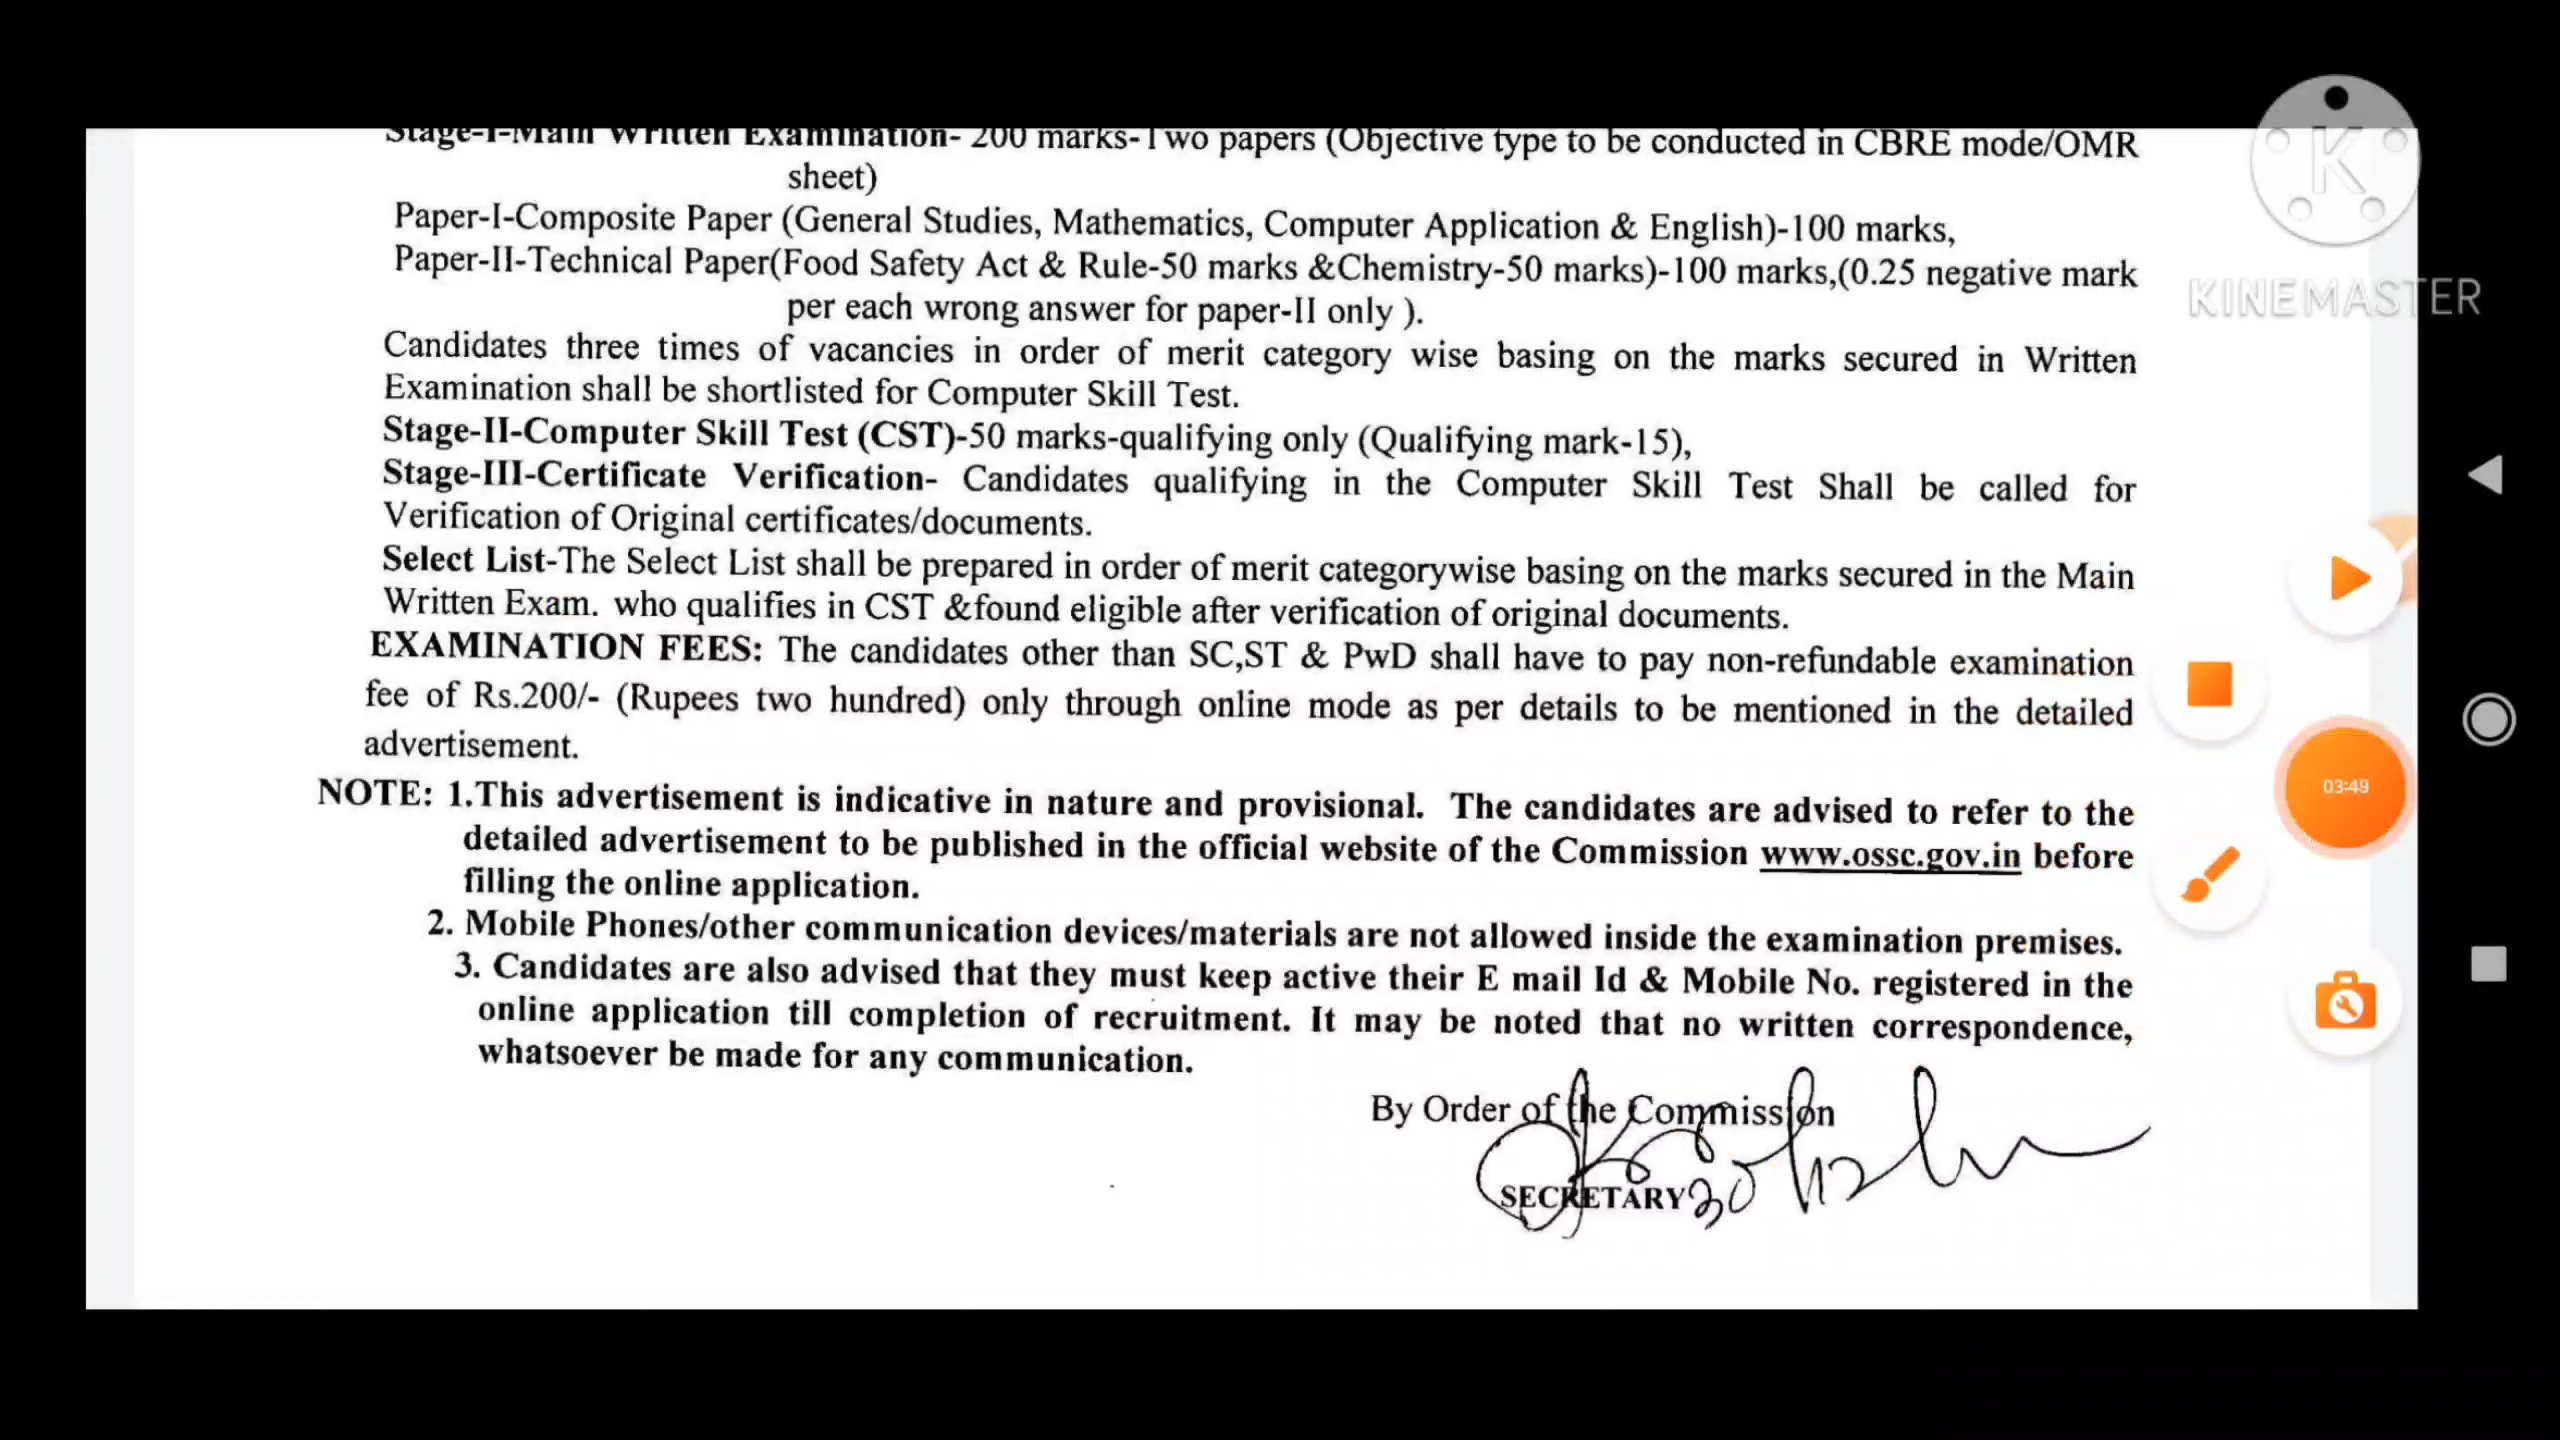 Stage-I-Main Written Examination- 200 marks-Two papers (Objective type to be conducted in CBRE mode/OMR
sheet)
Paper-I-Composite Paper (General Studies, Mathematics, Computer Application & English)-100 marks,
Paper-II-Technical Paper(Food Safety Act & Rule-50 marks &Chemistry-50 marks)-100 marks,(0.25 negative mark
per each wrong answer for paper-II only ).
Candidates three times of vacancies in order of merit category wise basing on the marks secured in Written
Examination shall be shortlisted for Computer Skill Test.
Stage-II-Computer Skill Test (CST)-50 marks-qualifying only (Qualifying mark-15),
Stage-III-Certificate Verification- Candidates qualifying in the Computer Skill Test Shall be called for
Verification of Original certificates/documents.
Select List-The Select List shall be prepared in order of merit categorywise basing on the marks secured in the Main
Written Exam. who qualifies in CST &found eligible after verification of original documents.
EXAMINATION FEES: The candidates other than SC,ST & PwD shall have to pay non-refundable examination
fee of Rs.200/- (Rupees two hundred) only through online mode as per details to be mentioned in the detailed
advertisement.
NOTE: 1.This advertisement is indicative in nature and provisional. The candidates are advised to refer to the
detailed advertisement to be published in the official website of the Commission www.ossc.gov.in before
filling the online application.
2. Mobile Phones/other communication devices/materials are not allowed inside the examination premises.
3. Candidates are also advised that they must keep active their E mail Id & Mobile No. registered in the
online application till completion of recruitment. It may be noted that no written correspondence,
whatsoever be made for any communication.
By Order of the Commission
SECRETARY
K
KINEMASTER
03:49